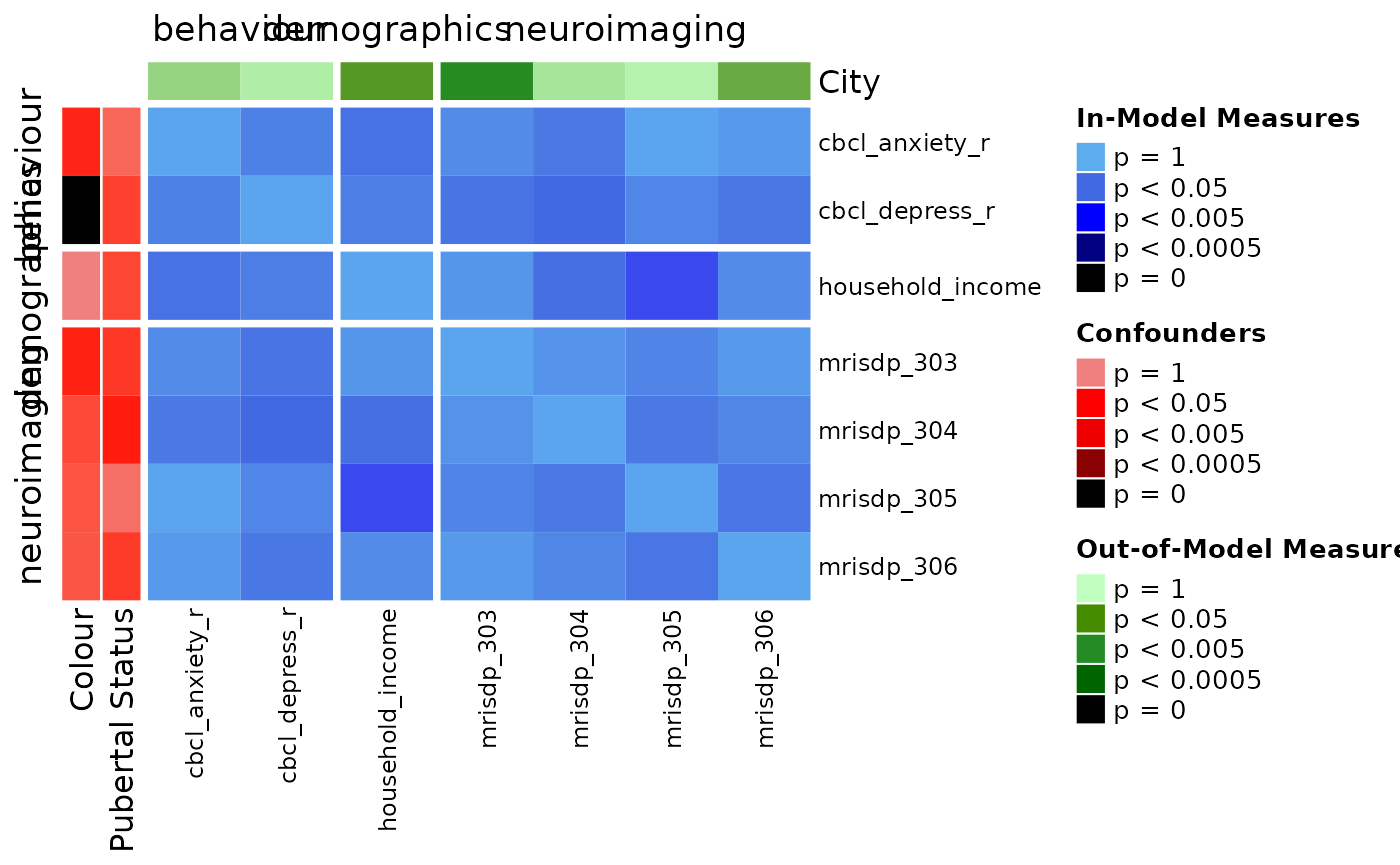 behaviour
demographics
neuroimaging
City
behaviour
demographics
neuroimaging
cbcl_anxiety_r
cbcl_depress_r
household_income
mrisdp_303
mrisdp_304
mrisdp_305
mrisdp_306
Colour
Pubertal Status
cbcl_anxiety_r
cbcl_depress_r
household_income
mrisdp_303
mrisdp_304
mrisdp_305
mrisdp_306
In-Model Measures
p = 1
p < 0.05
p < 0.005
p < 0.0005
p = 0
Confounders
p = 1
p < 0.05
p < 0.005
p < 0.0005
p = 0
Out-of-Model Measure
p = 1
p < 0.05
p < 0.005
p < 0.0005
p = 0